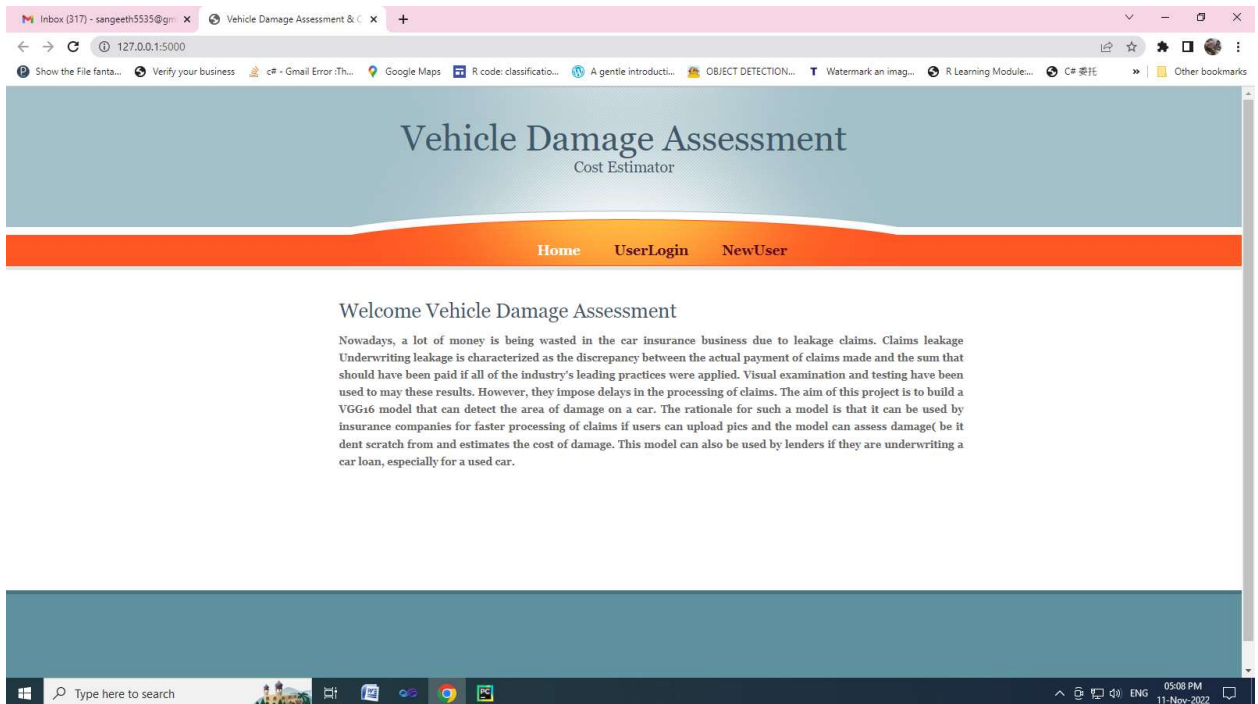 Inbox (317) - sangeeth5535@gm
Vehicle Damage Assessment & C
127.0.0.1:5000
Show the File fanta...
Verify your business
c# - Gmail Error :Th...
Google Maps
R code: classificatio...
A gentle introducti...
OBJECT DETECTION...
Watermark an imag...
R Learning Module:...
C# 委托
»
Other bookmarks
Vehicle Damage Assessment
Cost Estimator
Home UserLogin NewUser
Welcome Vehicle Damage Assessment
Nowadays, a lot of money is being wasted in the car insurance business due to leakage claims. Claims leakage
Underwriting leakage is characterized as the discrepancy between the actual payment of claims made and the sum that
should have been paid if all of the industry's leading practices were applied. Visual examination and testing have been
used to may these results. However, they impose delays in the processing of claims. The aim of this project is to build a
VGG16 model that can detect the area of damage on a car. The rationale for such a model is that it can be used by
insurance companies for faster processing of claims if users can upload pics and the model can assess damage( be it
dent scratch from and estimates the cost of damage. This model can also be used by lenders if they are underwriting a
car loan, especially for a used car.
Type here to search
ENG
05:08 PM
11-Nov-2022